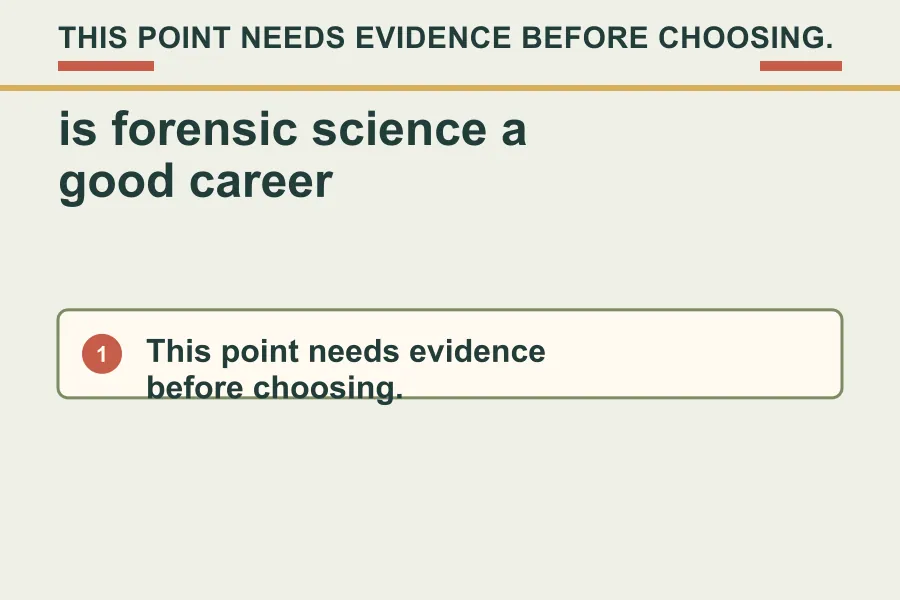 THIS POINT NEEDS EVIDENCE BEFORE CHOOSING.
is forensic science a
good career
1
This point needs evidence
before choosing.